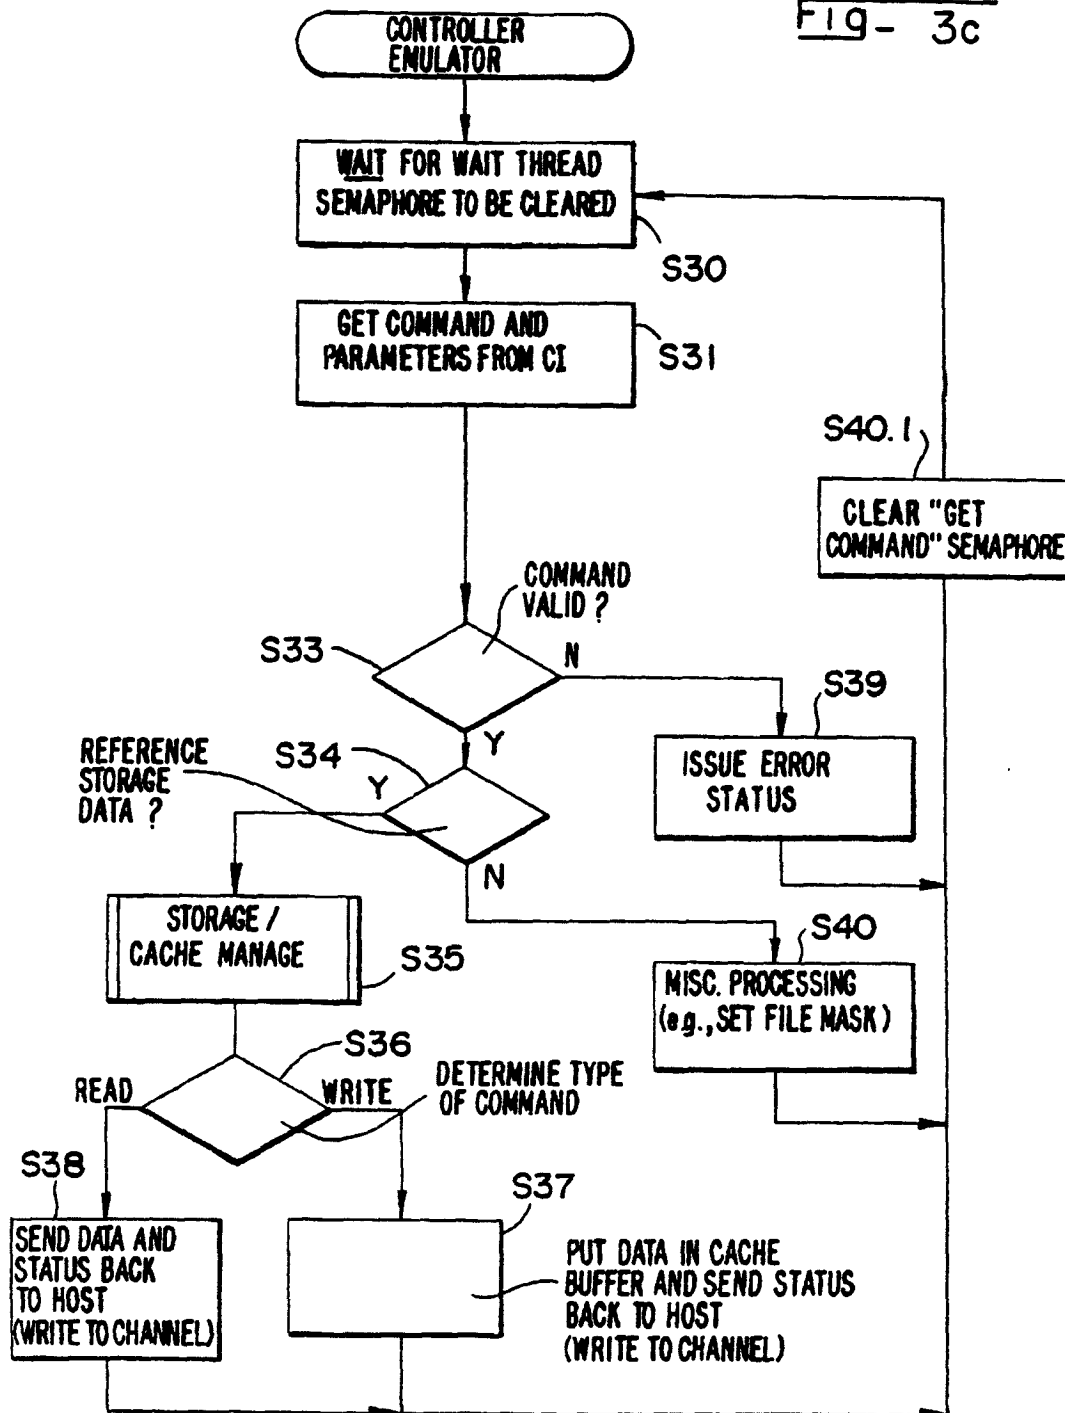 Fig- 3c
CONTROLLER
EMULATOR
WAIT FOR WAIT THREAD
SEMAPHORE TO BE CLEARED
S30
GET COMMAND AND
PARAMETERS FROM CI
S31
S40.1
CLEAR "GET
COMMAND" SEMAPHORE
COMMAND
VALID ?
S33
N
Y
S39
ISSUE ERROR
STATUS
REFERENCE
STORAGE
DATA ?
S34
Y
N
STORAGE /
CACHE MANAGE
S35
S40
MISC. PROCESSING
(e.g., SET FILE MASK)
S36
READ
WRITE
DETERMINE TYPE
OF COMMAND
S38
SEND DATA AND
STATUS BACK
TO HOST
(WRITE TO CHANNEL)
S37
PUT DATA IN CACHE
BUFFER AND SEND STATUS
BACK TO HOST
(WRITE TO CHANNEL)